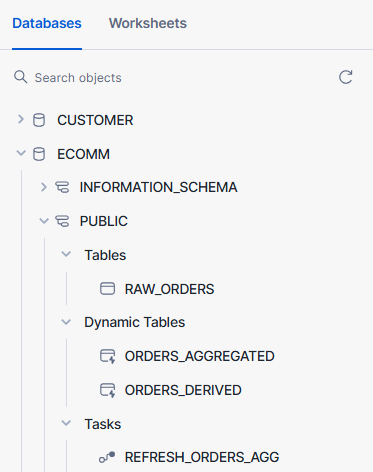 Databases Worksheets
Search objects
CUSTOMER
ECOMM
INFORMATION_SCHEMA
PUBLIC
Tables
RAW_ORDERS
Dynamic Tables
ORDERS_AGGREGATED
ORDERS_DERIVED
Tasks
REFRESH_ORDERS_AGG